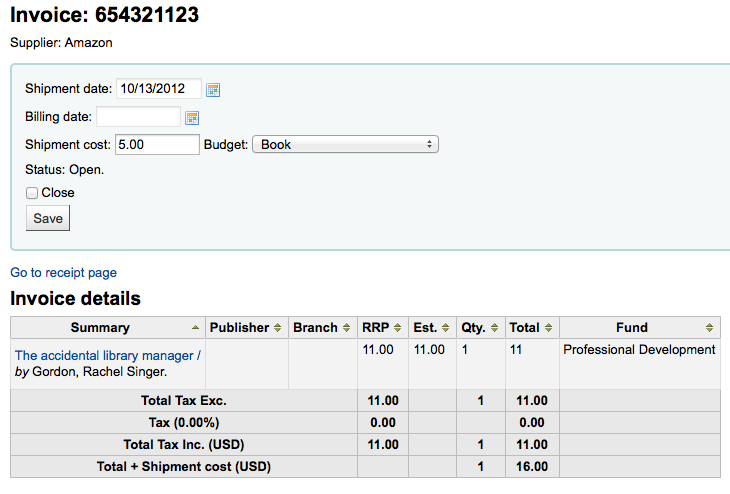 Invoice: 654321123
Supplier: Amazon
Shipment date: 10/13/2012
Billing date:
Shipment cost: 5.00 Budget: Book
Status: Open.
Close
Save
Go to receipt page
Invoice details
Summary Publisher Branch RRP Est. Qty. Total Fund
The accidental library manager / 11.00 11.00 1 11 Professional Development
by Gordon, Rachel Singer.
Total Tax Exc. 11.00 1 11.00
Tax (0.00%) 0.00 0.00
Total Tax Inc. (USD) 11.00 1 11.00
Total + Shipment cost (USD) 1 16.00